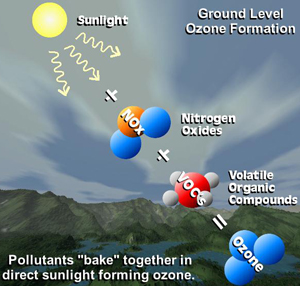 Sunlight
Ground Level
Ozone Formation
+
NOx
Nitrogen
Oxides
+
VOCs
Volatile
Organic
Compounds
=
Ozone
Pollutants "bake" together in
direct sunlight forming ozone.